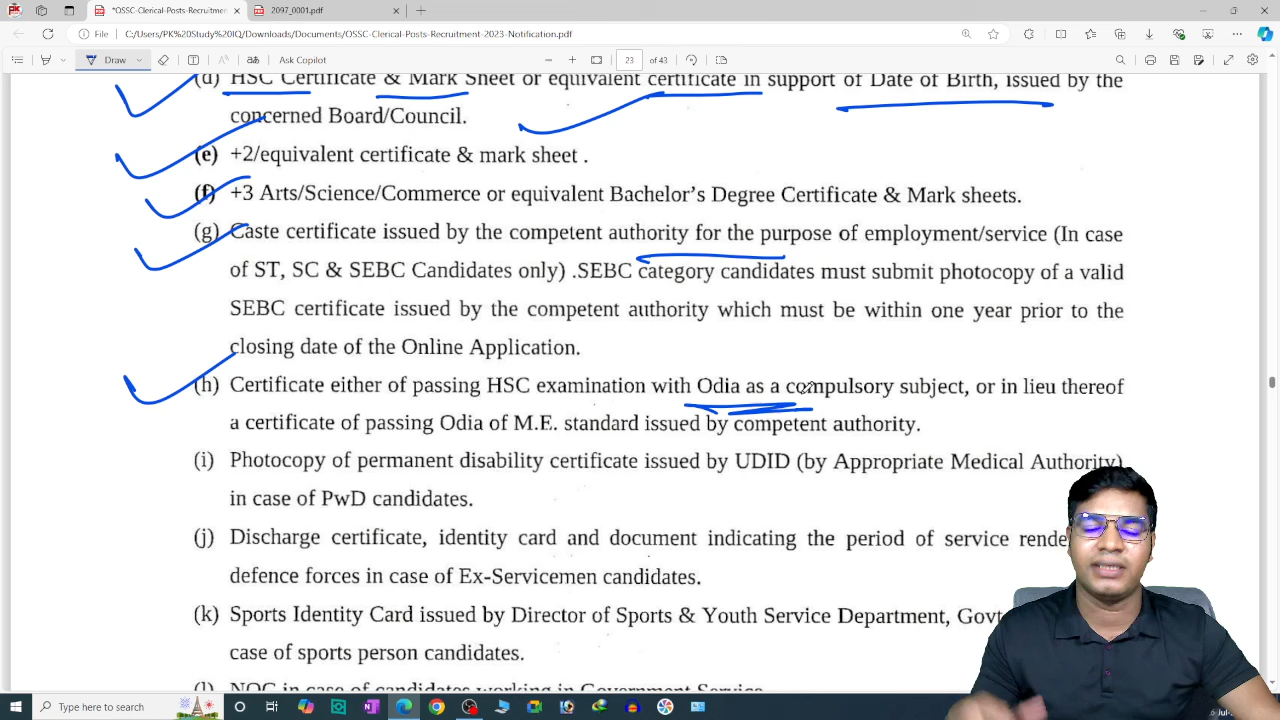 *OSSC-Clerical-Posts-Recruitmen
2097_0001.pdf
File
C:/Users/PK%20Study%20IQ/Downloads/Documents/OSSC-Clerical-Posts-Recruitment-2023-Notification.pdf
Draw
Ask Copilot
23
of 43
(d) HSC Certificate & Mark Sheet or equivalent certificate in support of Date of Birth, issued by the
concerned Board/Council.
(e) +2/equivalent certificate & mark sheet .
(f) +3 Arts/Science/Commerce or equivalent Bachelor's Degree Certificate & Mark sheets.
(g) Caste certificate issued by the competent authority for the purpose of employment/service (In case
of ST, SC & SEBC Candidates only) .SEBC category candidates must submit photocopy of a valid
SEBC certificate issued by the competent authority which must be within one year prior to the
closing date of the Online Application.
(h) Certificate either of passing HSC examination with Odia as a compulsory subject, or in lieu thereof
a certificate of passing Odia of M.E. standard issued by competent authority.
(i) Photocopy of permanent disability certificate issued by UDID (by Appropriate Medical Authority)
in case of PwD candidates.
(j) Discharge certificate, identity card and document indicating the period of service rende
defence forces in case of Ex-Servicemen candidates.
(k) Sports Identity Card issued by Director of Sports & Youth Service Department, Govt
case of sports person candidates.
(l) NOC in case of candidates working in Government Service.
Type here to search